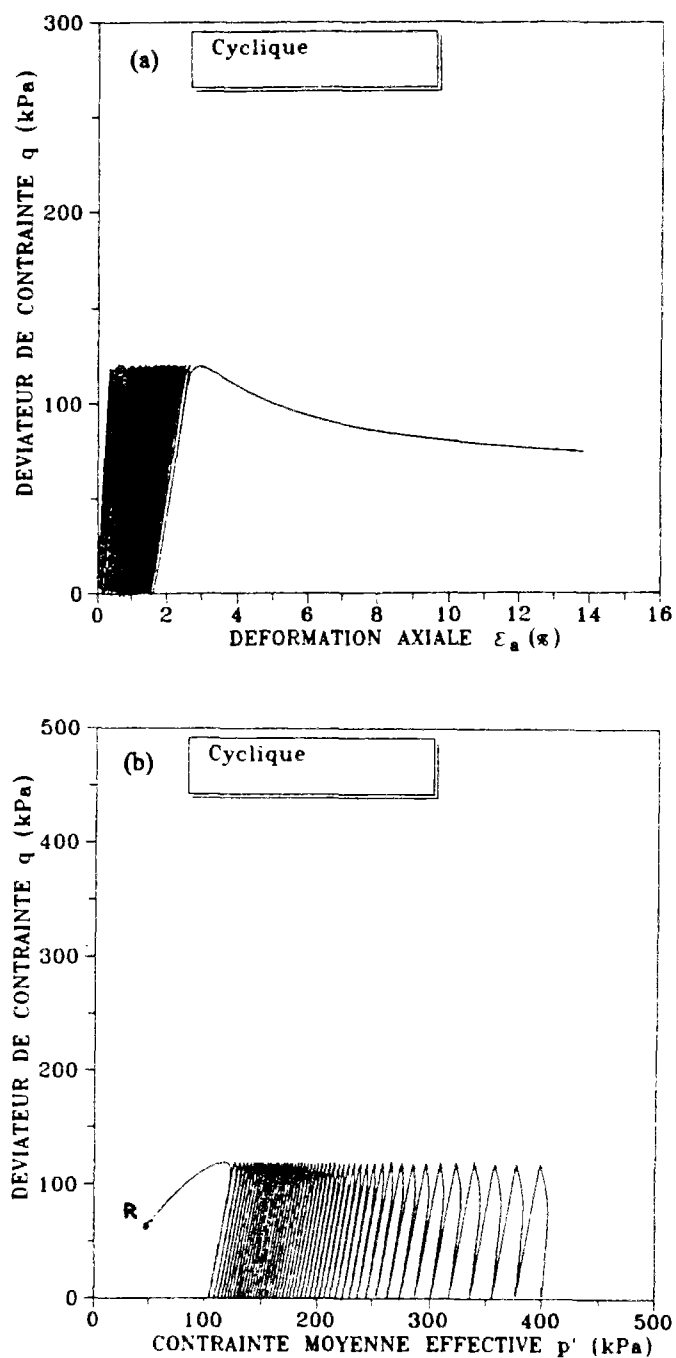 300
(a)
Cyclique
200
100
0
DEVIATEUR DE CONTRAINTE q (kPa)
0 2 4 6 8 10 12 14 16
DEFORMATION AXIALE εa (%)
500
(b)
Cyclique
400
300
200
100
0
R
DEVIATEUR DE CONTRAINTE q (kPa)
0 100 200 300 400 500
CONTRAINTE MOYENNE EFFECTIVE p' (kPa)